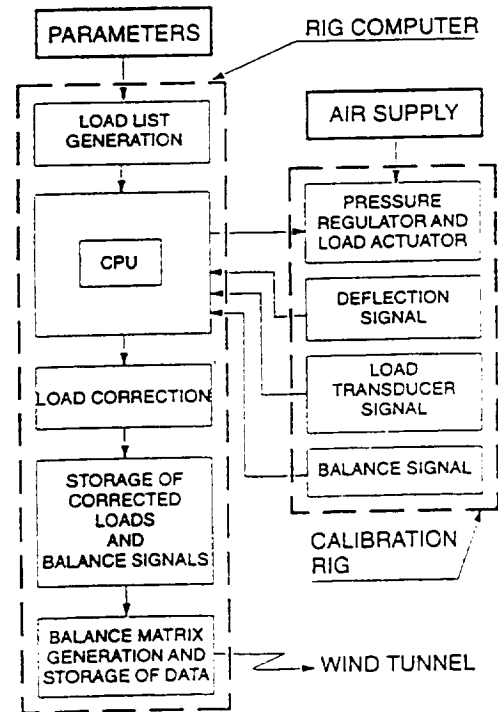 PARAMETERS
RIG COMPUTER
LOAD LIST
GENERATION
AIR SUPPLY
CPU
PRESSURE
REGULATOR AND
LOAD ACTUATOR
DEFLECTION
SIGNAL
LOAD CORRECTION
LOAD
TRANSDUCER
SIGNAL
STORAGE OF
CORRECTED
LOADS
AND
BALANCE SIGNALS
BALANCE SIGNAL
CALIBRATION
RIG
BALANCE MATRIX
GENERATION AND
STORAGE OF DATA
WIND TUNNEL